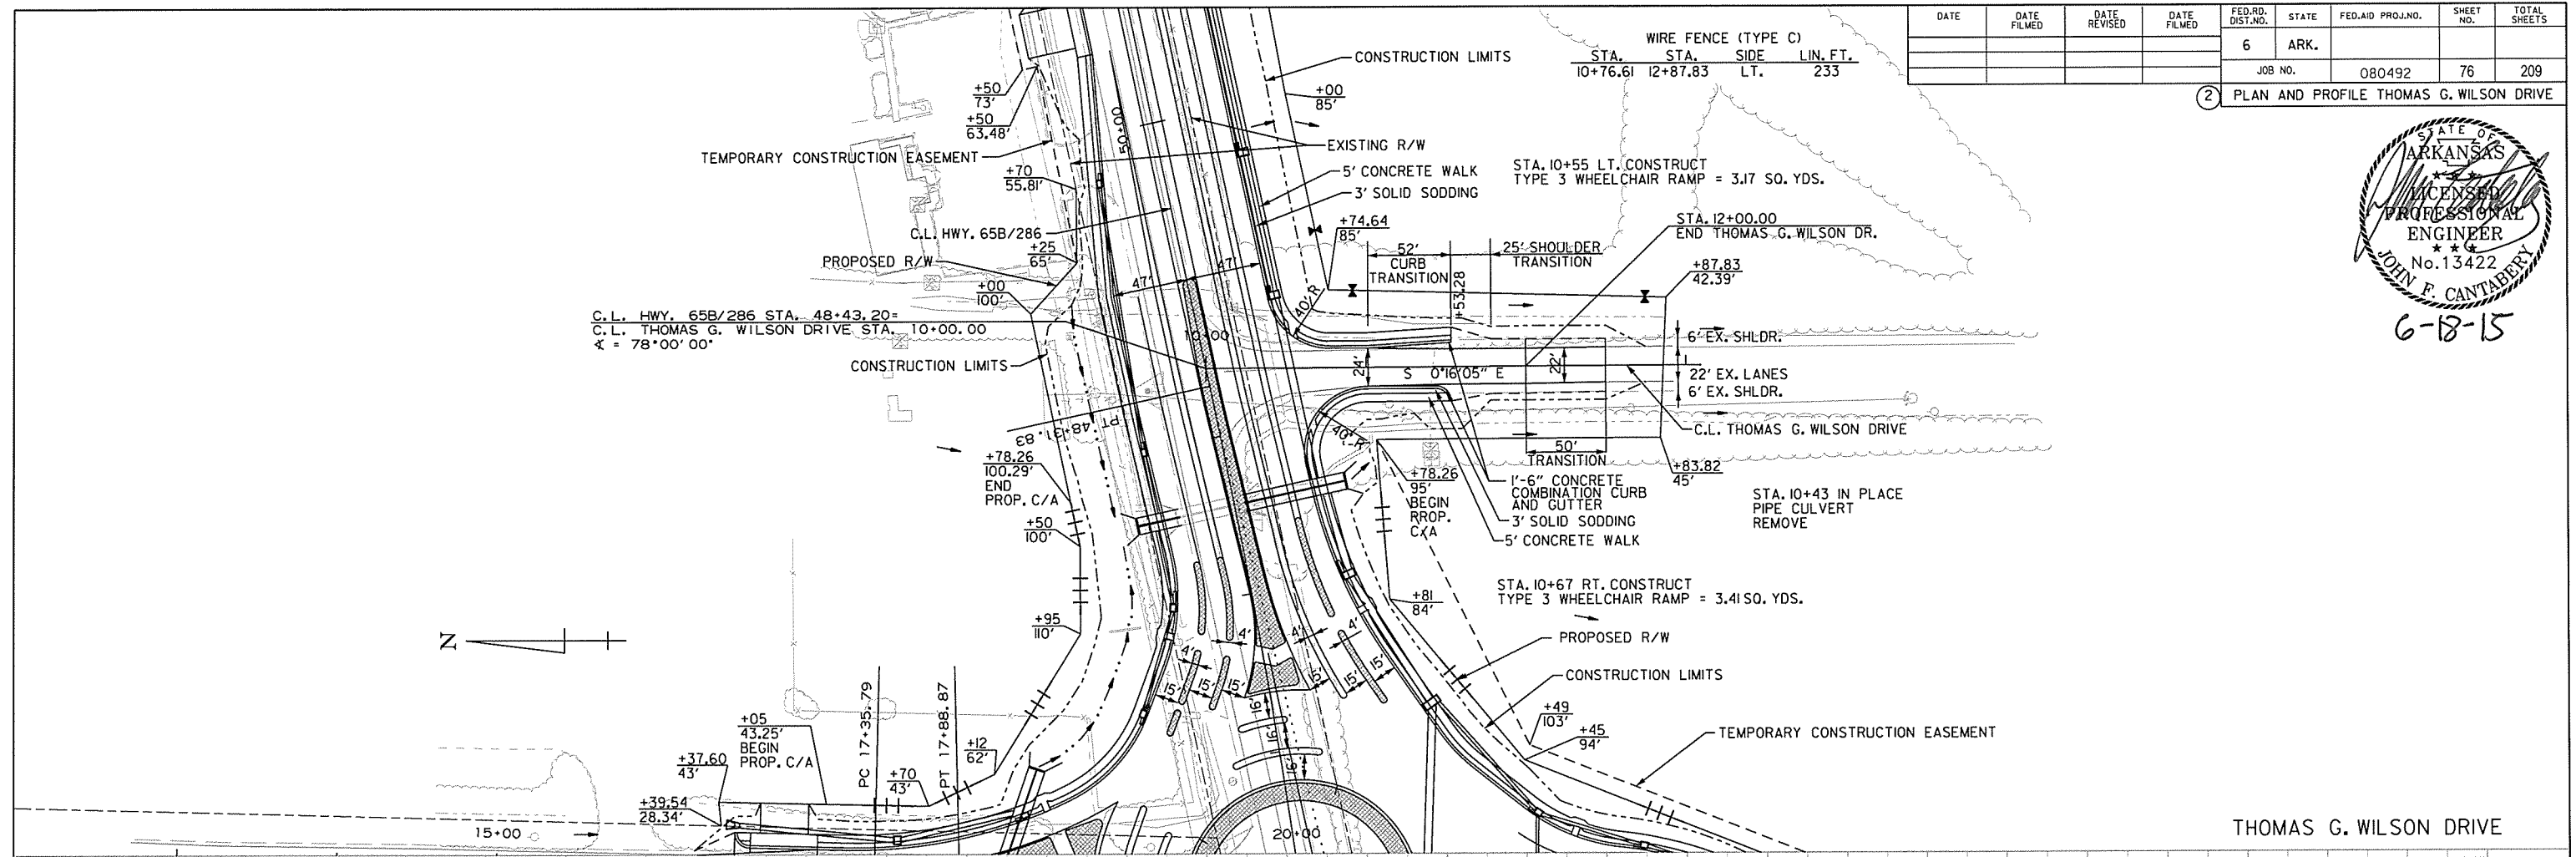 DATE
DATE FILMED
DATE REVISED
DATE FILMED
FED.RD. DIST.NO.
STATE
FED.AID PROJ.NO.
SHEET NO.
TOTAL SHEETS
6
ARK.
JOB NO.
080492
76
209
2 PLAN AND PROFILE THOMAS G. WILSON DRIVE
WIRE FENCE (TYPE C)
STA. STA. SIDE LIN. FT.
10+76.61 12+87.83 LT. 233
STATE OF
ARKANSAS
LICENSED
PROFESSIONAL
ENGINEER
No.13422
JOHN F. CANTABERY
6-18-15
CONSTRUCTION LIMITS
+00
85'
+50
73'
+50
63.48'
TEMPORARY CONSTRUCTION EASEMENT
50+00
EXISTING R/W
5' CONCRETE WALK
3' SOLID SODDING
STA. 10+55 LT. CONSTRUCT
TYPE 3 WHEELCHAIR RAMP = 3.17 SQ. YDS.
+70
55.81'
C.L. HWY. 65B/286
+74.64
85'
STA. 12+00.00
END THOMAS G. WILSON DR.
52'
CURB
TRANSITION
25' SHOULDER
TRANSITION
+53.28
+87.83
42.39'
PROPOSED R/W
+25
65'
+00
100'
47'
47'
40' R
C.L. HWY. 65B/286 STA. 48+43.20=
C.L. THOMAS G. WILSON DRIVE STA. 10+00.00
∢ = 78°00'00"
10+00
6' EX. SHLDR.
CONSTRUCTION LIMITS
24'
S 0°16'05" E
22'
22' EX. LANES
6' EX. SHLDR.
PT 48+31.83
40' R
C.L. THOMAS G. WILSON DRIVE
50'
TRANSITION
+78.26
100.29'
END
PROP. C/A
+78.26
95'
BEGIN
PROP.
C/A
+83.82
45'
1'-6" CONCRETE
COMBINATION CURB
AND GUTTER
3' SOLID SODDING
5' CONCRETE WALK
STA. 10+43 IN PLACE
PIPE CULVERT
REMOVE
+50
100'
STA. 10+67 RT. CONSTRUCT
TYPE 3 WHEELCHAIR RAMP = 3.41 SQ. YDS.
+81
84'
+95
110'
N
PROPOSED R/W
CONSTRUCTION LIMITS
4'
4'
4'
4'
15'
15'
15'
15'
15'
15'
16'
16'
16'
+49
103'
+45
94'
TEMPORARY CONSTRUCTION EASEMENT
PC 17+35.79
PT 17+88.87
+12
62'
+05
43.25'
BEGIN
PROP. C/A
+37.60
43'
+70
43'
+39.54
28.34'
15+00
20+00
THOMAS G. WILSON DRIVE